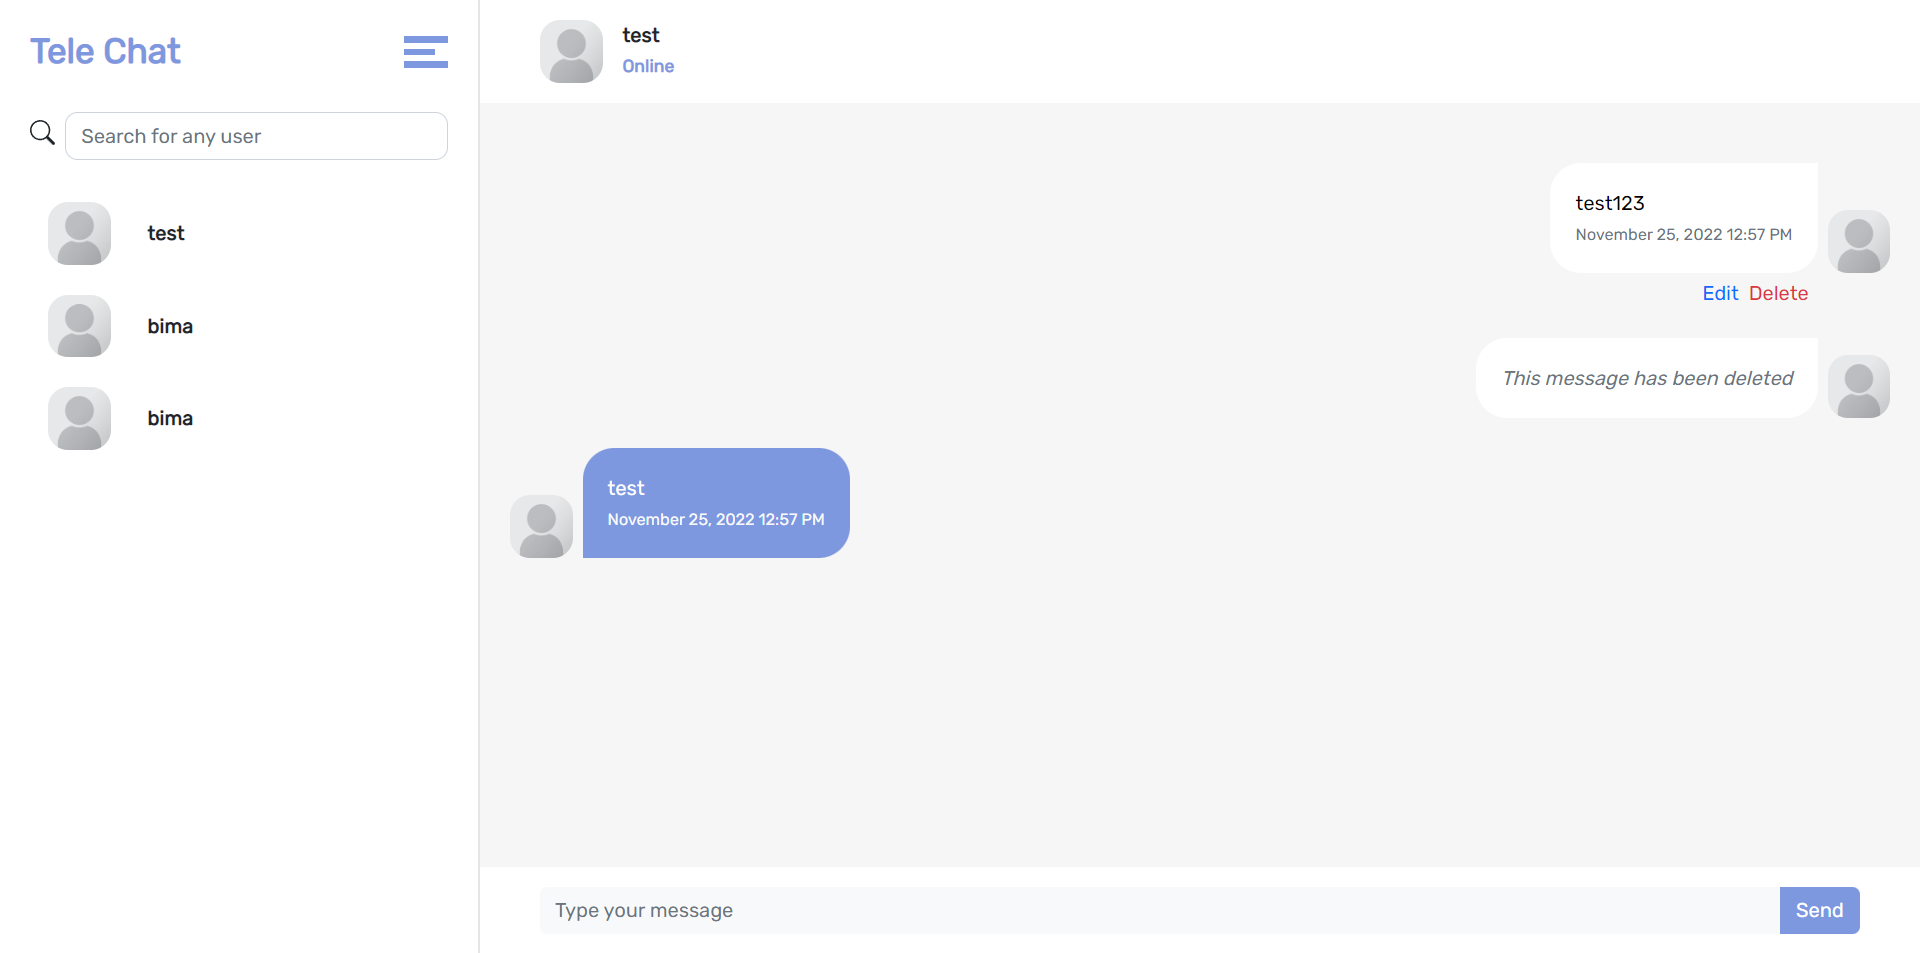 Tele Chat
Search for any user
test
bima
bima
test
Online
test123
November 25, 2022 12:57 PM
Edit Delete
This message has been deleted
test
November 25, 2022 12:57 PM
Type your message
Send